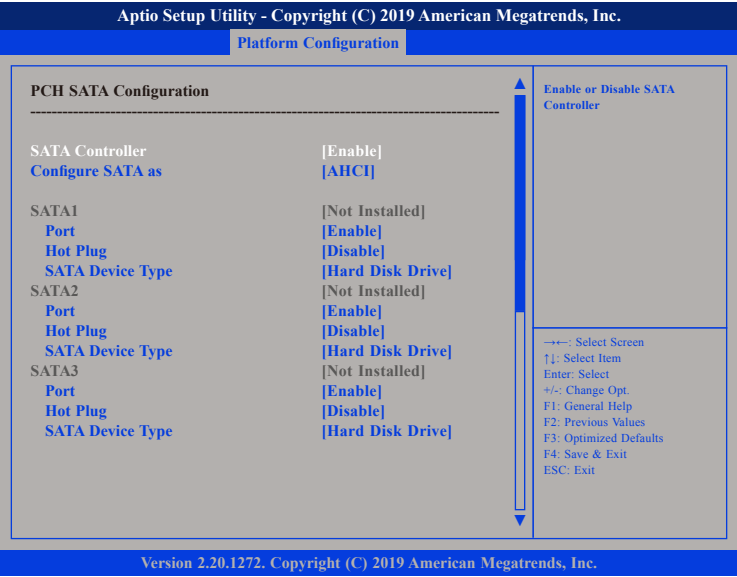 Aptio Setup Utility - Copyright (C) 2019 American Megatrends, Inc.
Platform Configuration
PCH SATA Configuration
--------------------------------------------------------------------------------------------
SATA Controller [Enable]
Configure SATA as [AHCI]
SATA1 [Not Installed]
Port [Enable]
Hot Plug [Disable]
SATA Device Type [Hard Disk Drive]
SATA2 [Not Installed]
Port [Enable]
Hot Plug [Disable]
SATA Device Type [Hard Disk Drive]
SATA3 [Not Installed]
Port [Enable]
Hot Plug [Disable]
SATA Device Type [Hard Disk Drive]
Enable or Disable SATA
Controller
→←: Select Screen
↑↓: Select Item
Enter: Select
+/-: Change Opt.
F1: General Help
F2: Previous Values
F3: Optimized Defaults
F4: Save & Exit
ESC: Exit
Version 2.20.1272. Copyright (C) 2019 American Megatrends, Inc.